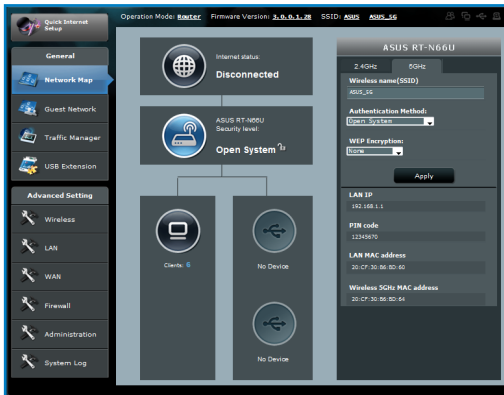 Quick Internet
Setup
Operation Mode: Router Firmware Version: 3.0.0.1.28 SSID: ASUS ASUS_5G
General
Network Map
Guest Network
Traffic Manager
USB Extension
Advanced Setting
Wireless
LAN
WAN
Firewall
Administration
System Log
Internet status:
Disconnected
ASUS RT-N66U
Security level:
Open System
Clients: 6
No Device
No Device
ASUS RT-N66U
2.4GHz 5GHz
Wireless name(SSID)
ASUS_5G
Authentication Method:
Open System
WEP Encryption:
None
Apply
LAN IP
192.168.1.1
PIN code
12345670
LAN MAC address
20:CF:30:B6:BD:60
Wireless 5GHz MAC address
20:CF:30:B6:BD:64